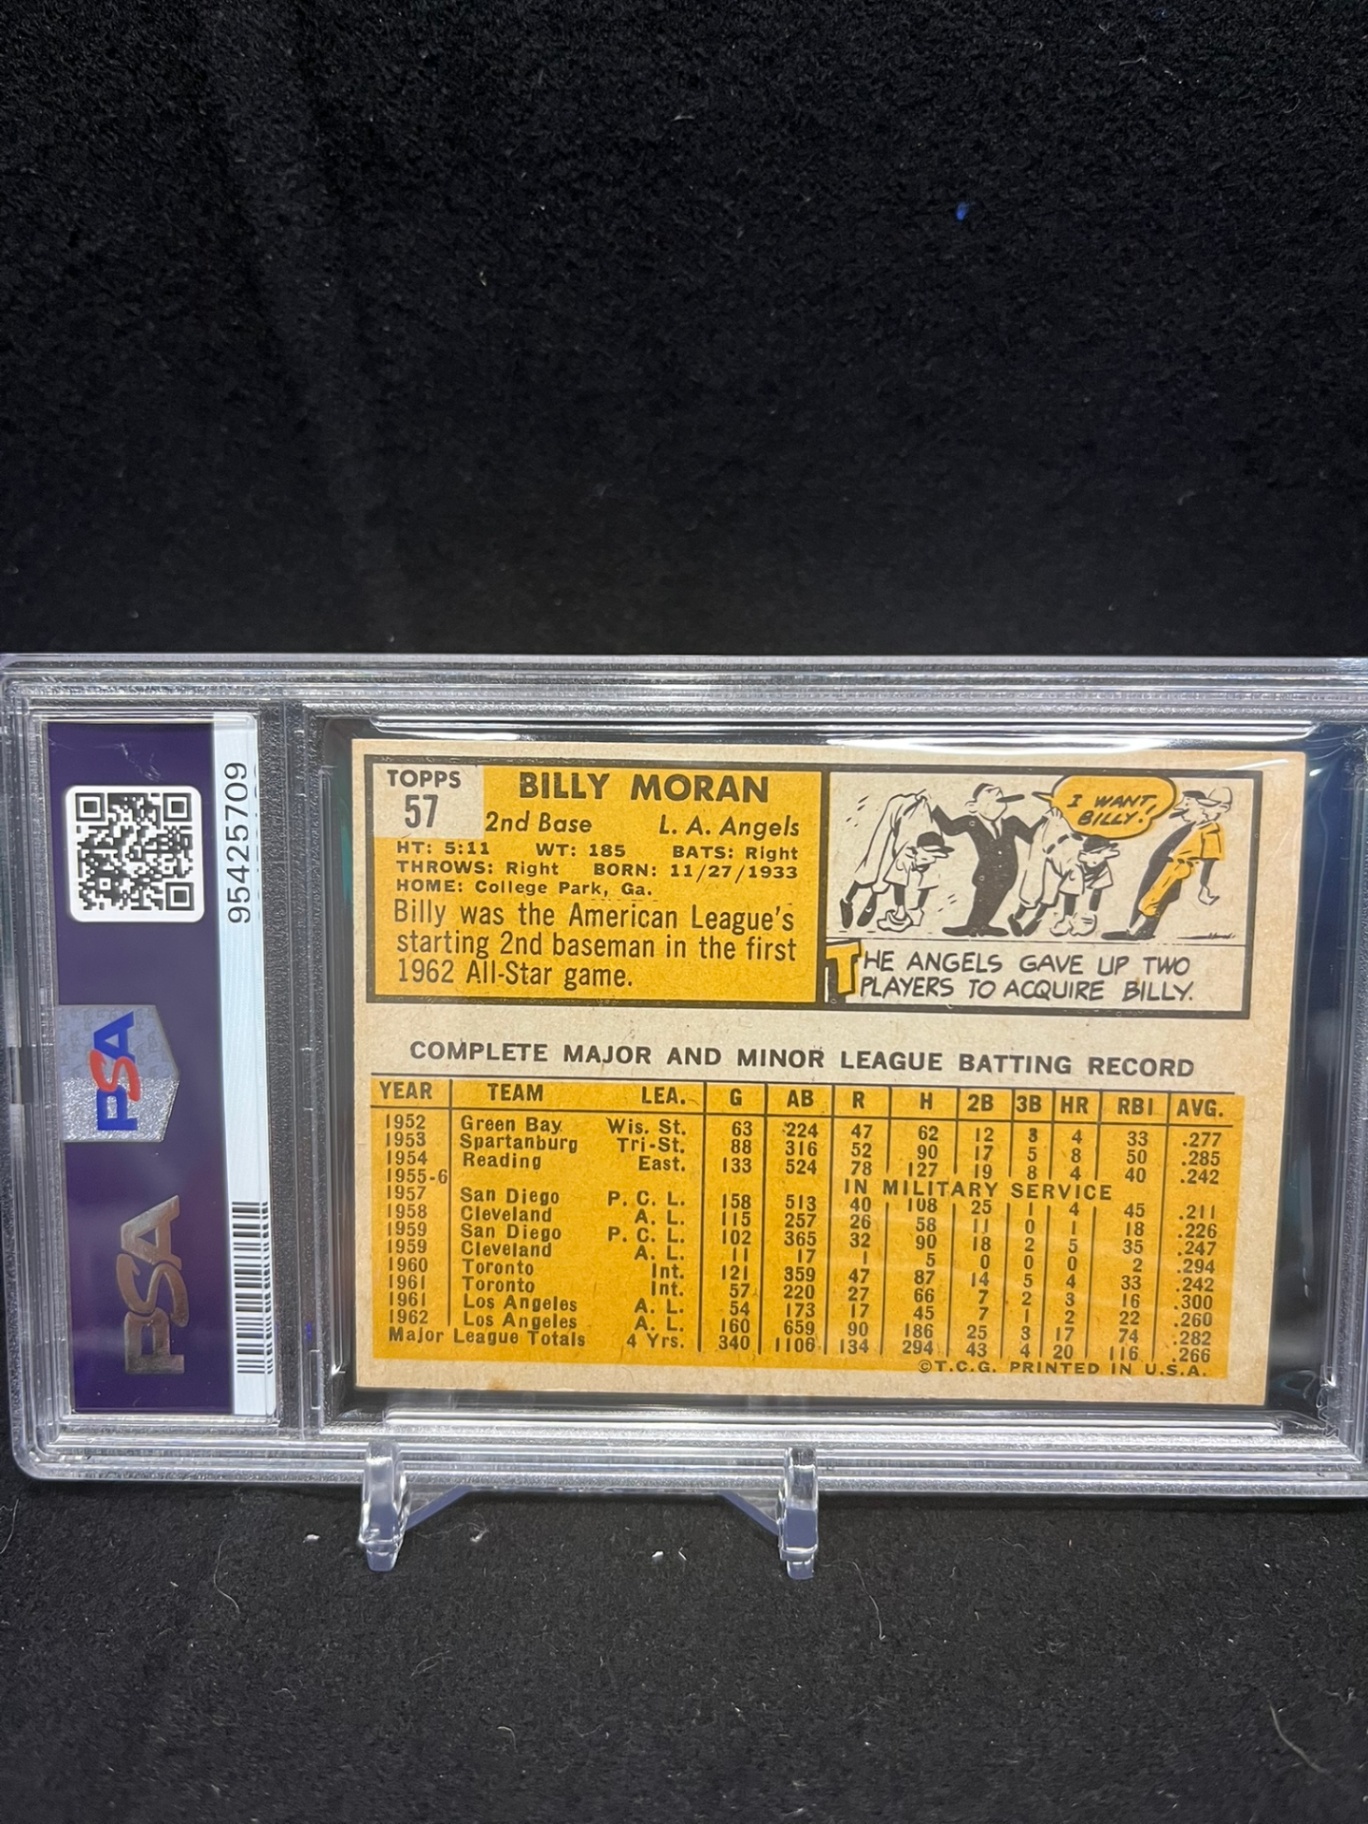 95425709
PSA
PSA
TOPPS
57
BILLY MORAN
2nd Base L. A. Angels
HT: 5:11 WT: 185 BATS: Right
THROWS: Right BORN: 11/27/1933
HOME: College Park, Ga.
Billy was the American League's
starting 2nd baseman in the first
1962 All-Star game.
I WANT
BILLY!
THE ANGELS GAVE UP TWO
PLAYERS TO ACQUIRE BILLY.
COMPLETE MAJOR AND MINOR LEAGUE BATTING RECORD
YEAR TEAM LEA. G AB R H 2B 3B HR RBI AVG.
1952 Green Bay Wis. St. 63 224 47 62 12 3 4 33 .277
1953 Spartanburg Tri-St. 88 316 52 90 17 5 8 50 .285
1954 Reading East. 133 524 78 127 19 8 4 40 .242
1955-6 IN MILITARY SERVICE
1957 San Diego P. C. L. 158 513 40 108 25 1 4 45 .211
1958 Cleveland A. L. 115 257 26 58 11 0 1 18 .226
1959 San Diego P. C. L. 102 365 32 90 18 2 5 35 .247
1959 Cleveland A. L. 11 17 1 5 0 0 0 2 .294
1960 Toronto Int. 121 359 47 87 14 5 4 33 .242
1961 Toronto Int. 57 220 27 66 7 2 3 16 .300
1961 Los Angeles A. L. 54 173 17 45 7 1 2 22 .260
1962 Los Angeles A. L. 160 659 90 186 25 3 17 74 .282
Major League Totals 4 Yrs. 340 1106 134 294 43 4 20 116 .266
©T.C.G. PRINTED IN U.S.A.